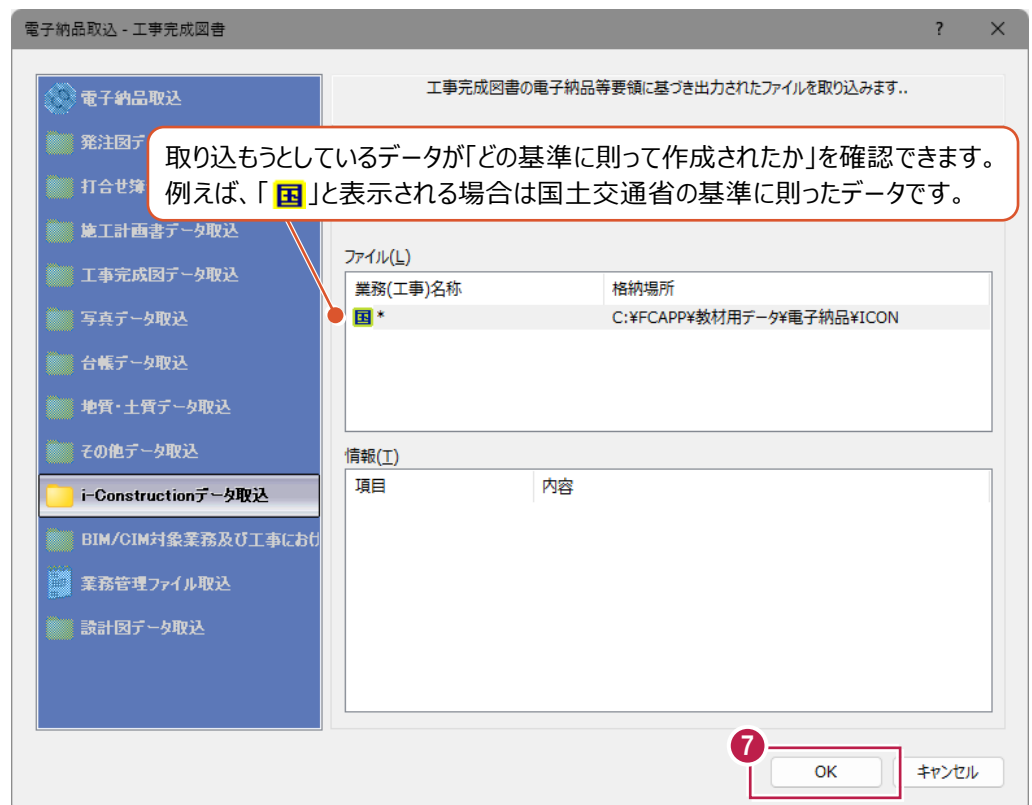 電子納品取込 - 工事完成図書
? ×
電子納品取込
工事完成図書の電子納品等要領に基づき出力されたファイルを取り込みます..
発注図デ
取り込もうとしているデータが「どの基準に則って作成されたか」を確認できます。
例えば、「国」と表示される場合は国土交通省の基準に則ったデータです。
打合せ簿
施工計画書データ取込
工事完成図データ取込
写真データ取込
台帳データ取込
地質・土質データ取込
その他データ取込
i-Constructionデータ取込
BIM/CIM対象業務及び工事におけ
業務管理ファイル取込
設計図データ取込
ファイル(L)
業務(工事)名称 格納場所
国 * C:¥FCAPP¥教材用データ¥電子納品¥ICON
情報(T)
項目 内容
7
OK キャンセル